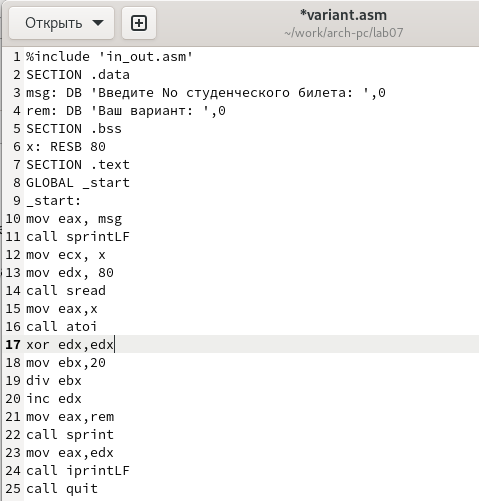 Открыть
*variant.asm
~/work/arch-pc/lab07
1 %include 'in_out.asm'
2 SECTION .data
3 msg: DB 'Введите No студенческого билета: ',0
4 rem: DB 'Ваш вариант: ',0
5 SECTION .bss
6 x: RESB 80
7 SECTION .text
8 GLOBAL _start
9 _start:
10 mov eax, msg
11 call sprintLF
12 mov ecx, x
13 mov edx, 80
14 call sread
15 mov eax,x
16 call atoi
17 xor edx,edx
18 mov ebx,20
19 div ebx
20 inc edx
21 mov eax,rem
22 call sprint
23 mov eax,edx
24 call iprintLF
25 call quit